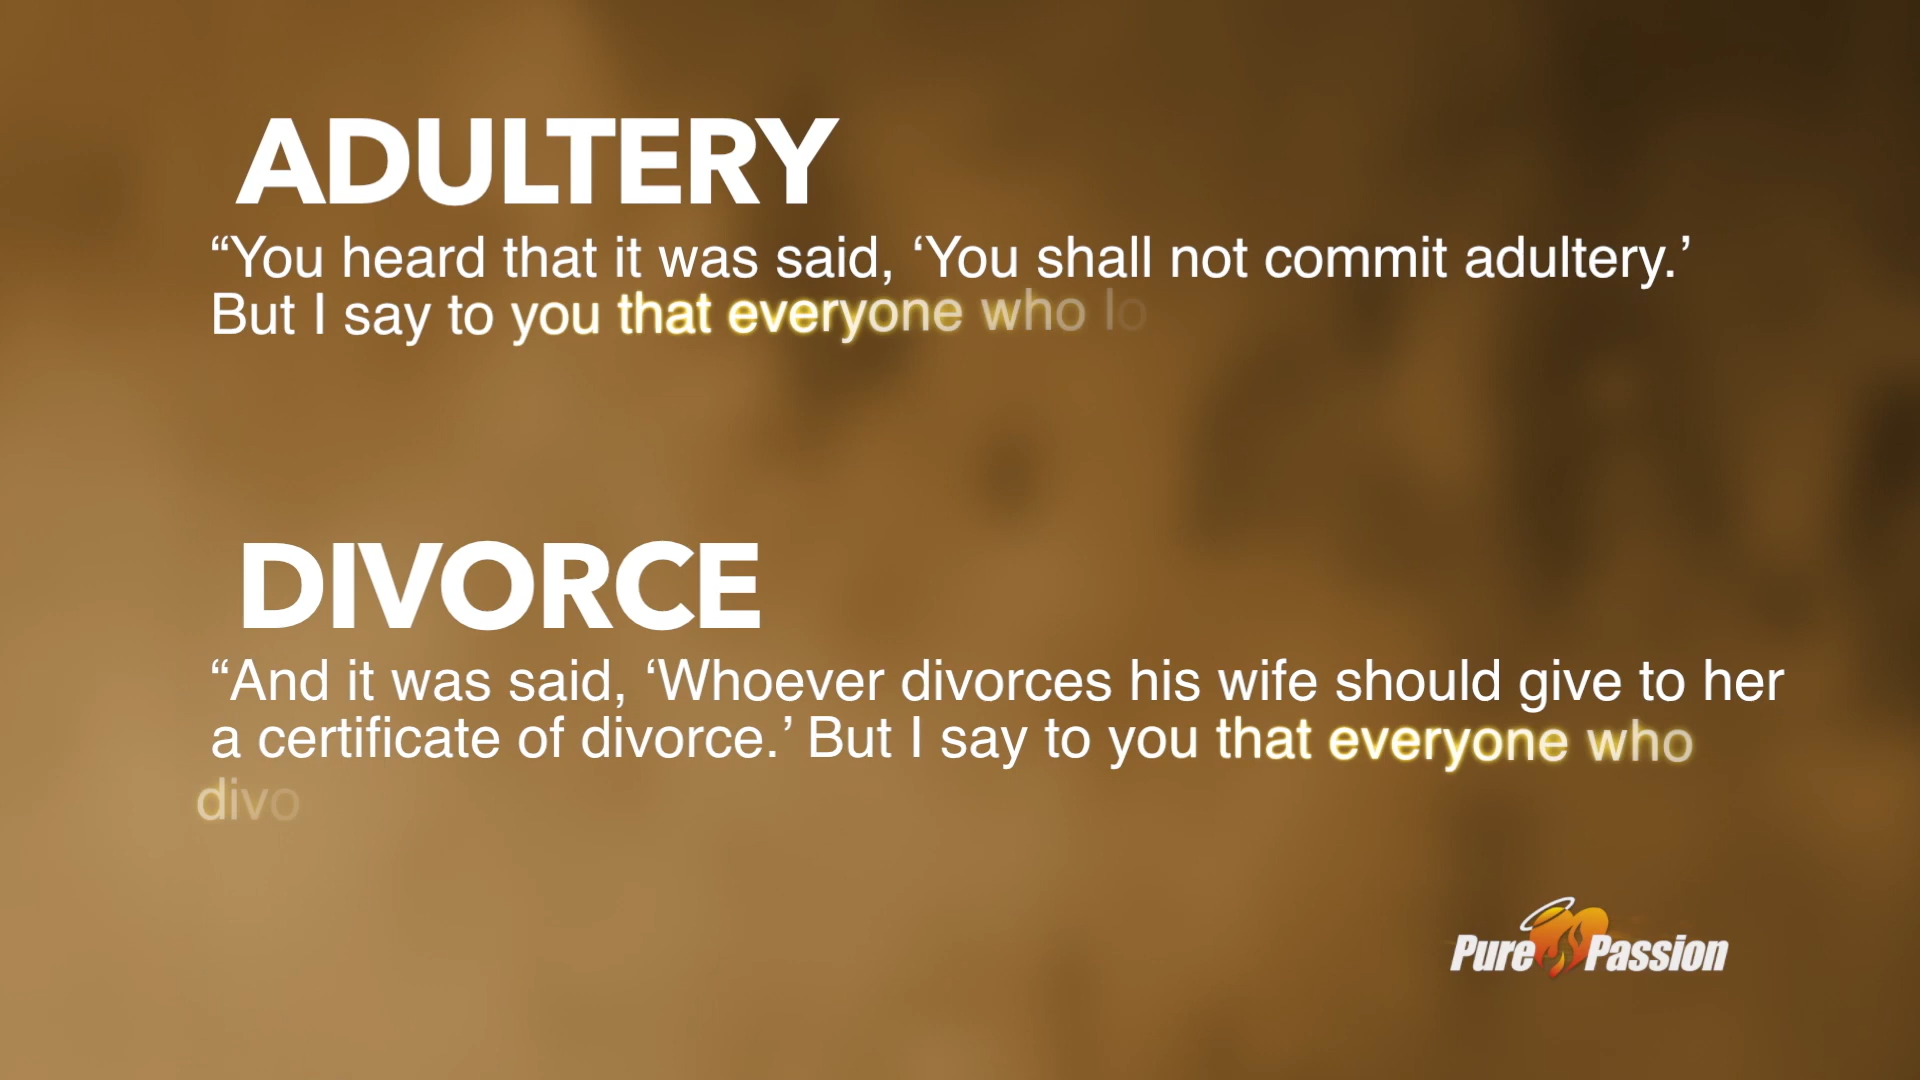 ADULTERY
“You heard that it was said, ‘You shall not commit adultery.’
But I say to you that everyone who lo
DIVORCE
“And it was said, ‘Whoever divorces his wife should give to her
a certificate of divorce.’ But I say to you that everyone who
divo
Pure Passion